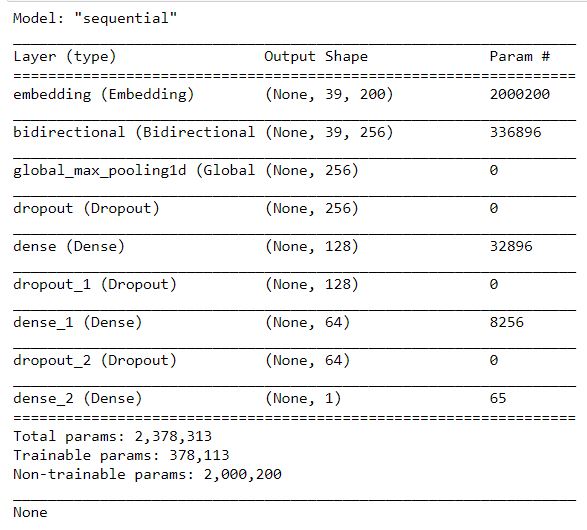 Model: "sequential"
Layer (type) Output Shape Param #
embedding (Embedding) (None, 39, 200) 2000200
bidirectional (Bidirectional (None, 39, 256) 336896
global_max_pooling1d (Global (None, 256) 0
dropout (Dropout) (None, 256) 0
dense (Dense) (None, 128) 32896
dropout_1 (Dropout) (None, 128) 0
dense_1 (Dense) (None, 64) 8256
dropout_2 (Dropout) (None, 64) 0
dense_2 (Dense) (None, 1) 65
Total params: 2,378,313
Trainable params: 378,113
Non-trainable params: 2,000,200
None